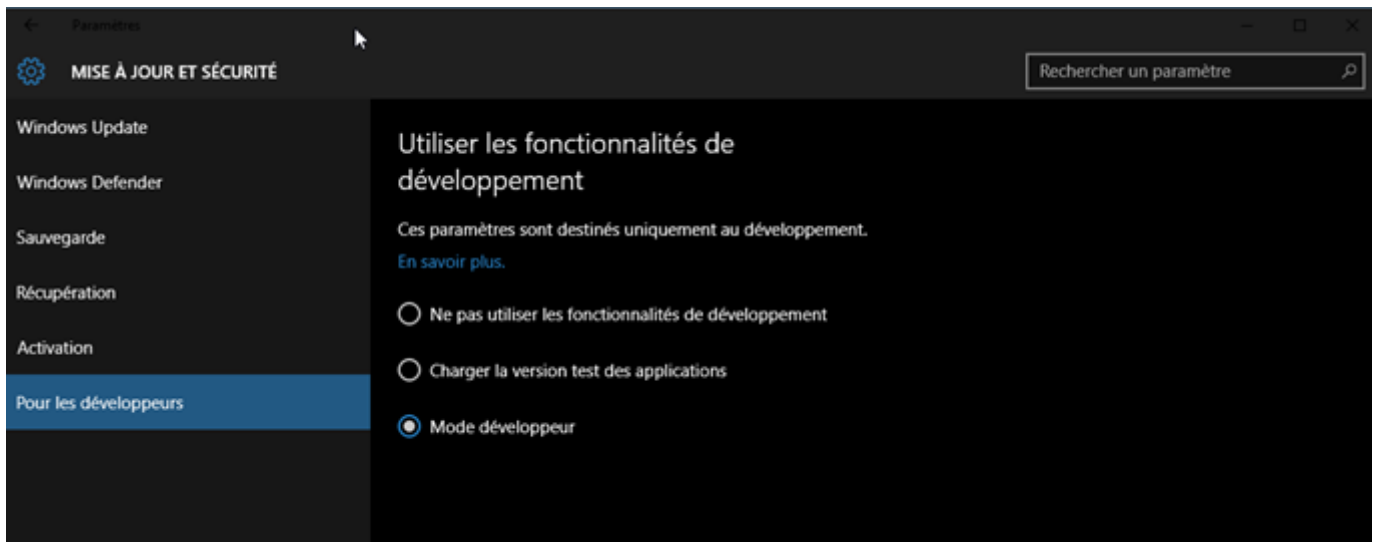 Paramètres
MISE À JOUR ET SÉCURITÉ
Rechercher un paramètre
Windows Update
Windows Defender
Sauvegarde
Récupération
Activation
Pour les développeurs
Utiliser les fonctionnalités de
développement
Ces paramètres sont destinés uniquement au développement.
En savoir plus.
Ne pas utiliser les fonctionnalités de développement
Charger la version test des applications
Mode développeur